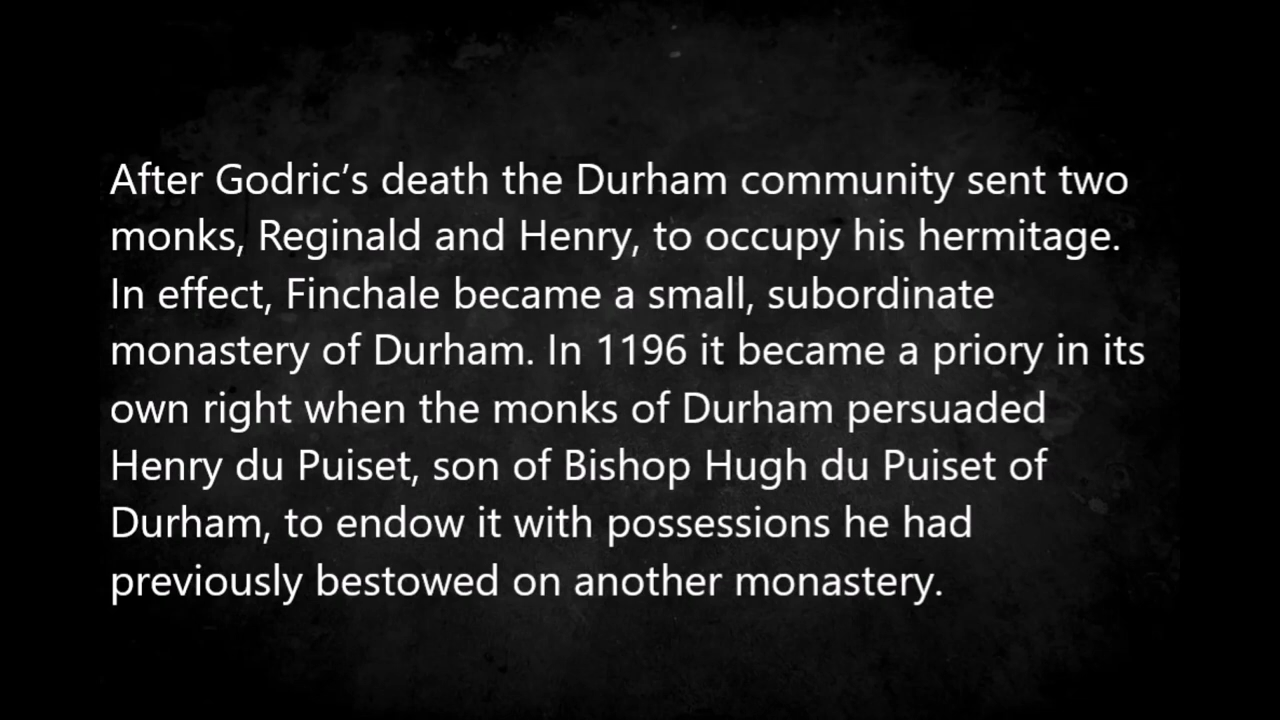 After Godric’s death the Durham community sent two
monks, Reginald and Henry, to occupy his hermitage.
In effect, Finchale became a small, subordinate
monastery of Durham. In 1196 it became a priory in its
own right when the monks of Durham persuaded
Henry du Puiset, son of Bishop Hugh du Puiset of
Durham, to endow it with possessions he had
previously bestowed on another monastery.